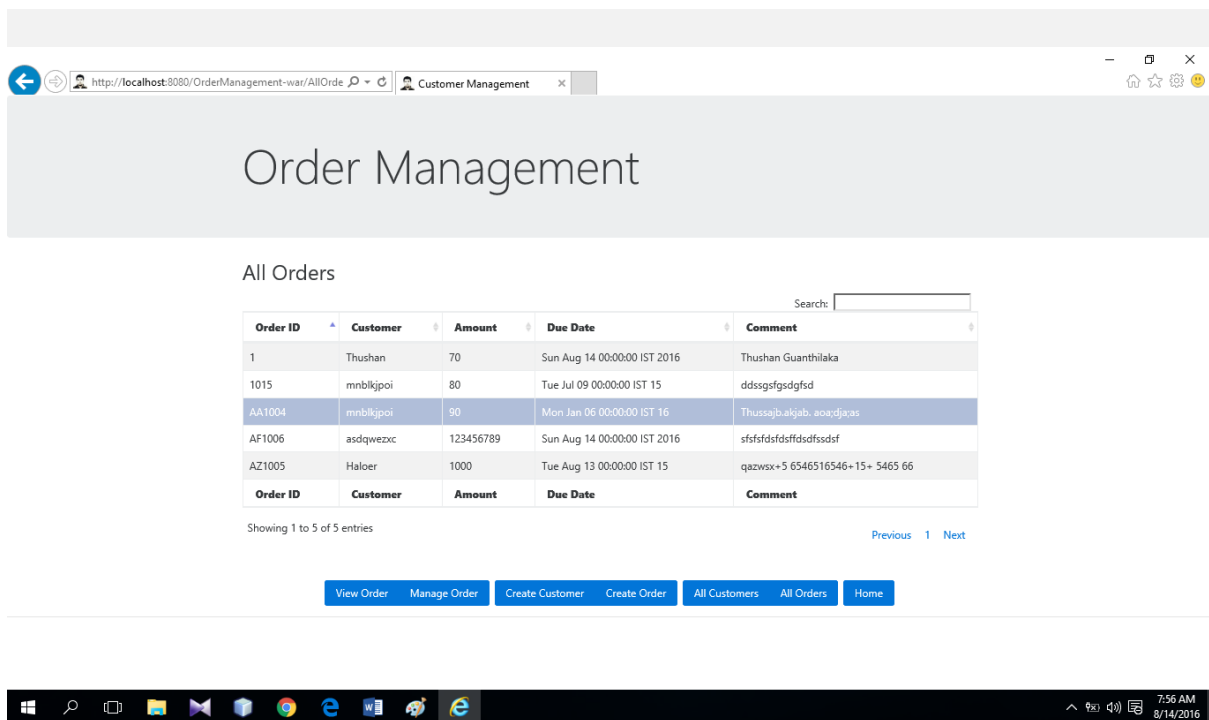 http://localhost:8080/OrderManagement-war/AllOrde
Customer Management
Order Management
All Orders
Search:
Order ID Customer Amount Due Date Comment
1 Thushan 70 Sun Aug 14 00:00:00 IST 2016 Thushan Guanthilaka
1015 mnblkjpoi 80 Tue Jul 09 00:00:00 IST 15 ddssgsfgsdgfsd
AA1004 mnblkjpoi 90 Mon Jan 06 00:00:00 IST 16 Thussajb.akjab. aoa;dja;as
AF1006 asdqwezxc 123456789 Sun Aug 14 00:00:00 IST 2016 sfsfsfdsfdsffdsdfssdsf
AZ1005 Haloer 1000 Tue Aug 13 00:00:00 IST 15 qazwsx+5 6546516546+15+ 5465 66
Order ID Customer Amount Due Date Comment
Showing 1 to 5 of 5 entries
Previous 1 Next
View Order Manage Order Create Customer Create Order All Customers All Orders Home
7:56 AM
8/14/2016